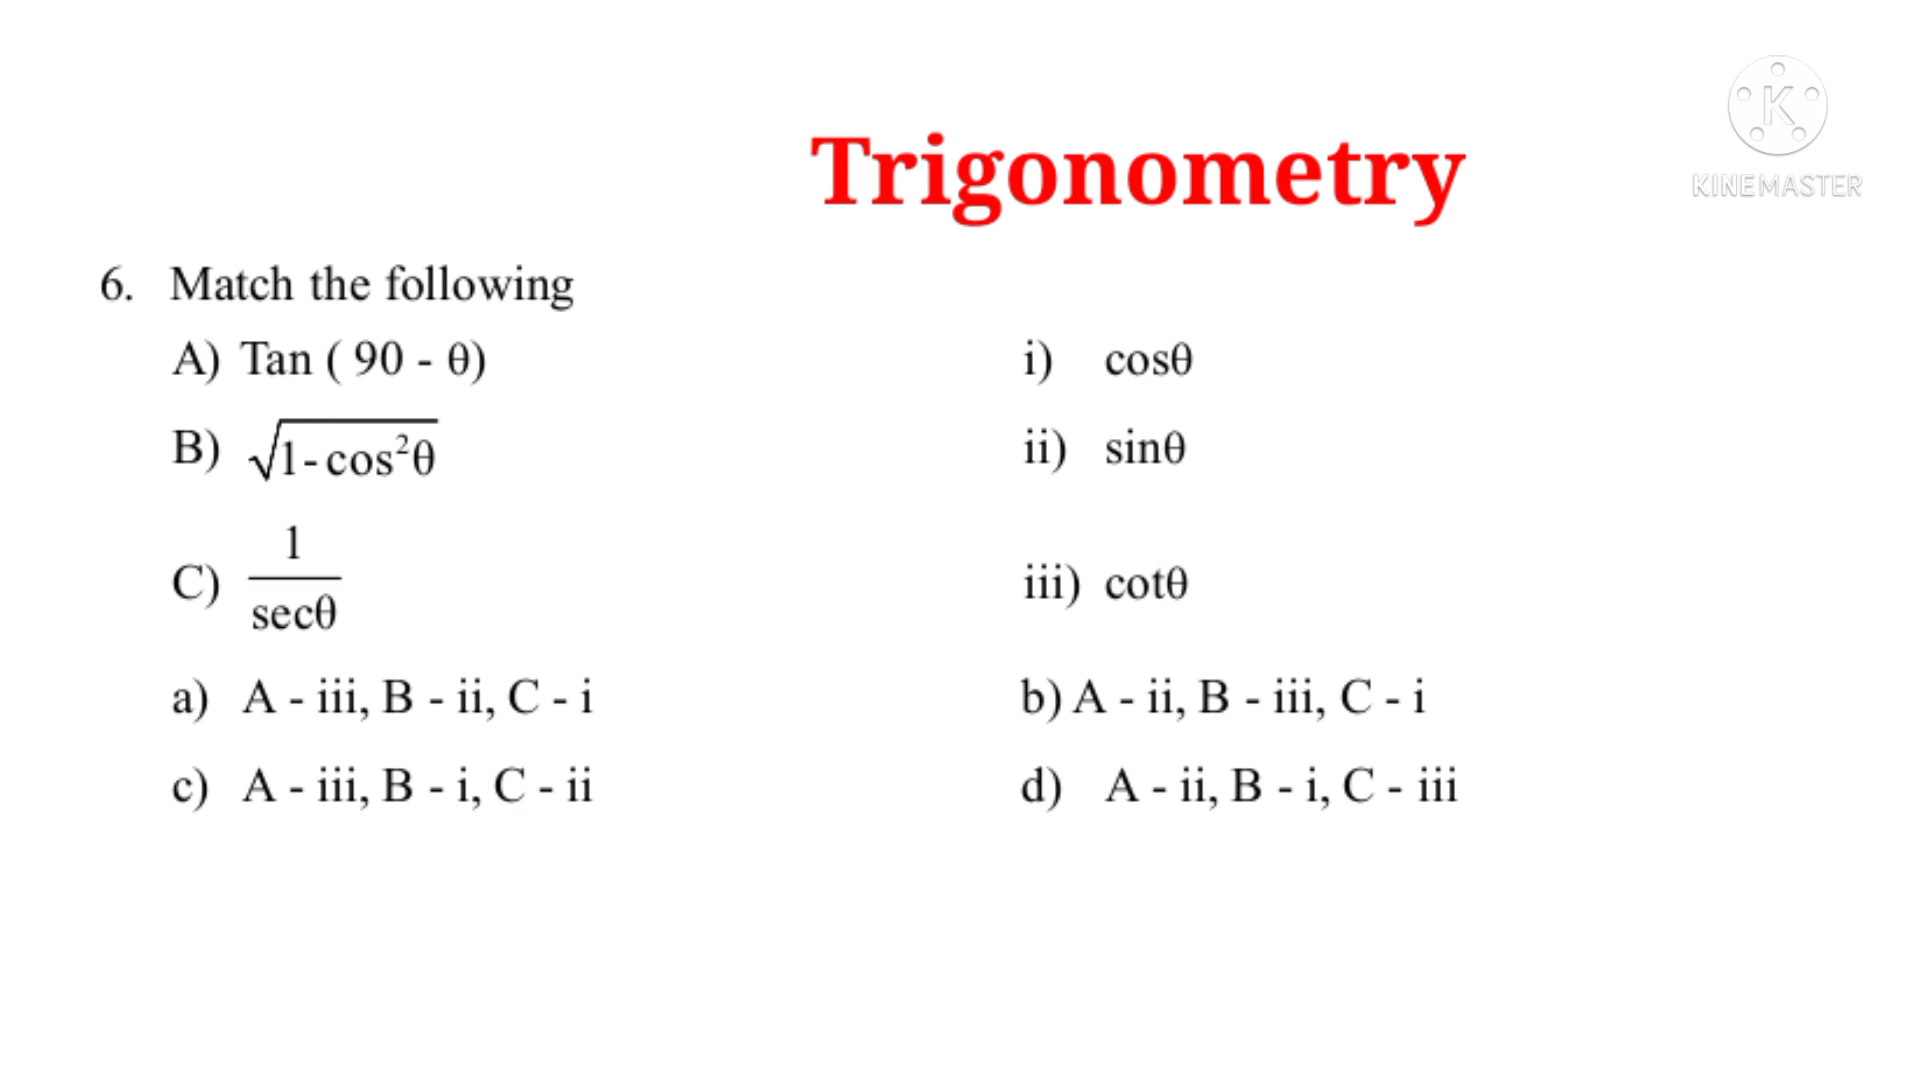 Trigonometry
KINEMASTER
6. Match the following
A) Tan ( 90 - θ) i) cosθ
B) √1-cos²θ ii) sinθ
C) 1/secθ iii) cotθ
a) A - iii, B - ii, C - i b) A - ii, B - iii, C - i
c) A - iii, B - i, C - ii d) A - ii, B - i, C - iii